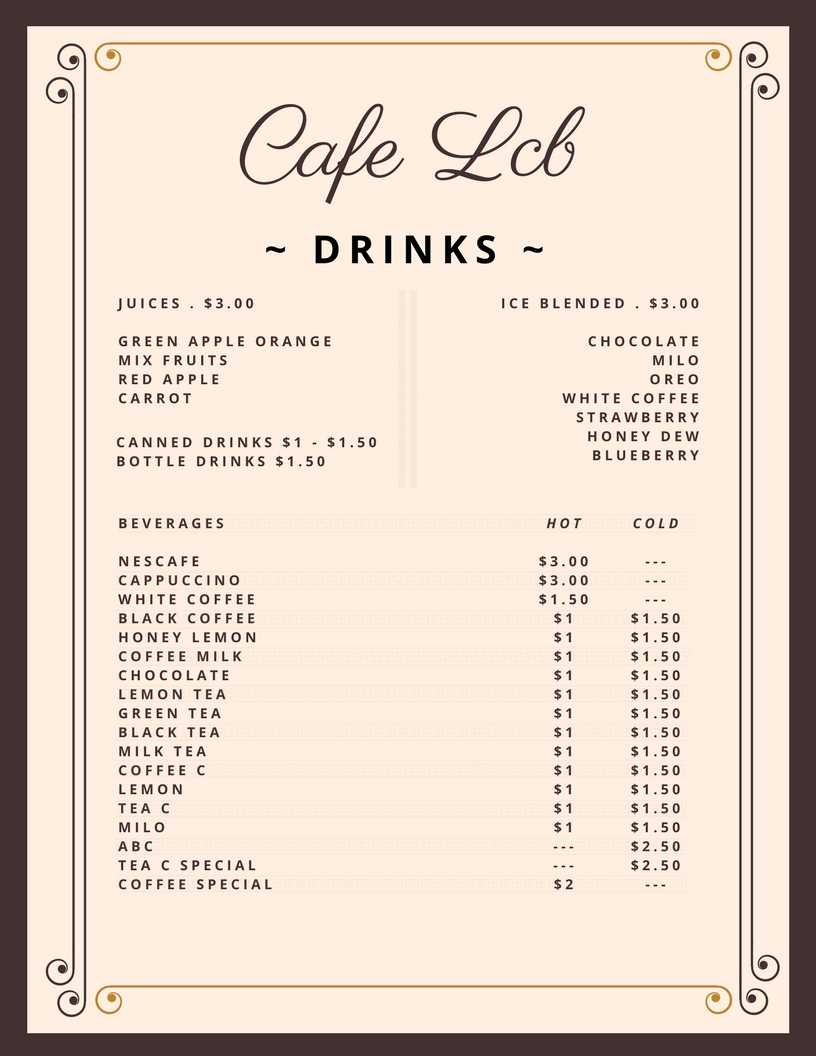 Cafe Lcb
~ DRINKS ~
JUICES . $3.00
GREEN APPLE ORANGE
MIX FRUITS
RED APPLE
CARROT
CANNED DRINKS $1 - $1.50
BOTTLE DRINKS $1.50
ICE BLENDED . $3.00
CHOCOLATE
MILO
OREO
WHITE COFFEE
STRAWBERRY
HONEY DEW
BLUEBERRY
BEVERAGES HOT COLD
NESCAFE $3.00 ---
CAPPUCCINO $3.00 ---
WHITE COFFEE $1.50 ---
BLACK COFFEE $1 $1.50
HONEY LEMON $1 $1.50
COFFEE MILK $1 $1.50
CHOCOLATE $1 $1.50
LEMON TEA $1 $1.50
GREEN TEA $1 $1.50
BLACK TEA $1 $1.50
MILK TEA $1 $1.50
COFFEE C $1 $1.50
LEMON $1 $1.50
TEA C $1 $1.50
MILO $1 $1.50
ABC --- $2.50
TEA C SPECIAL --- $2.50
COFFEE SPECIAL $2 ---